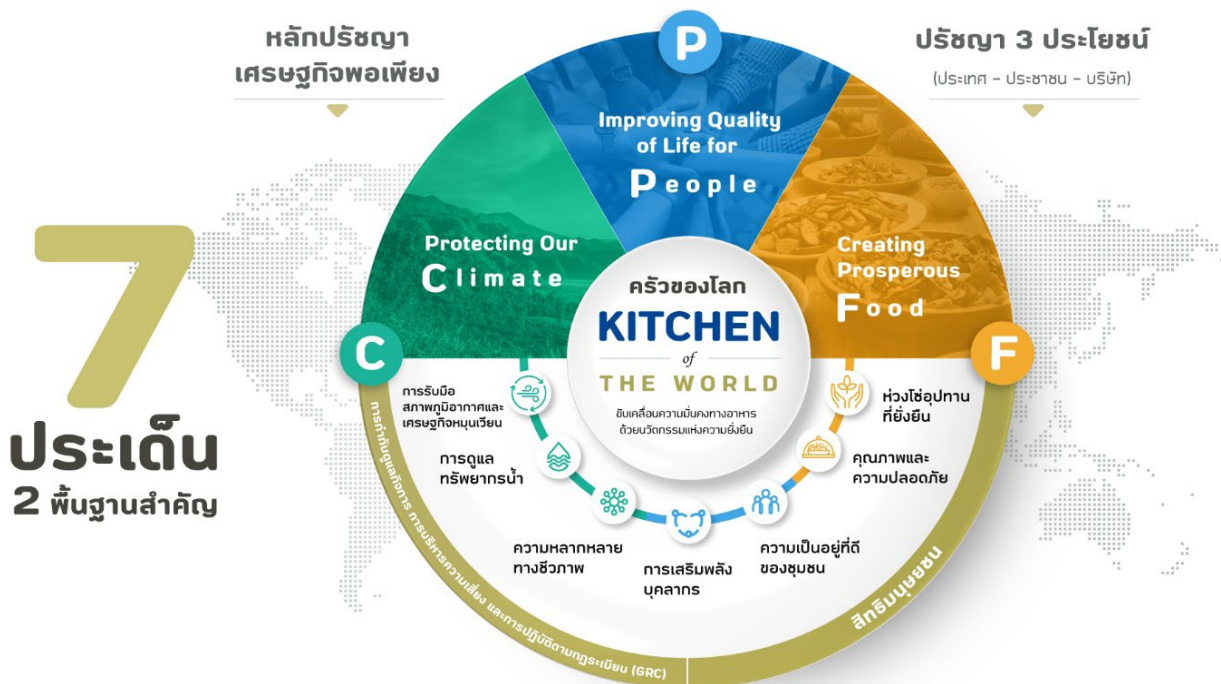 หลักปรัชญา
เศรษฐกิจพอเพียง
ปรัชญา 3 ประโยชน์
(ประเทศ - ประชาชน - บริษัท)
7
ประเด็น
2 พื้นฐานสำคัญ
P
Improving Quality
of Life for
People
Protecting Our
Climate
Creating
Prosperous
Food
C
F
ครัวของโลก
KITCHEN
of
THE WORLD
ขับเคลื่อนความมั่นคงทางอาหาร
ด้วยนวัตกรรมแห่งความยั่งยืน
การรับมือ
สภาพภูมิอากาศและ
เศรษฐกิจหมุนเวียน
การดูแล
ทรัพยากรน้ำ
ความหลากหลาย
ทางชีวภาพ
การเสริมพลัง
บุคลากร
ความเป็นอยู่ที่ดี
ของชุมชน
คุณภาพและ
ความปลอดภัย
ห่วงโซ่อุปทาน
ที่ยั่งยืน
การกำกับดูแลกิจการ การบริหารความเสี่ยง และการปฏิบัติตามกฎระเบียบ (GRC)
สิทธิมนุษยชน